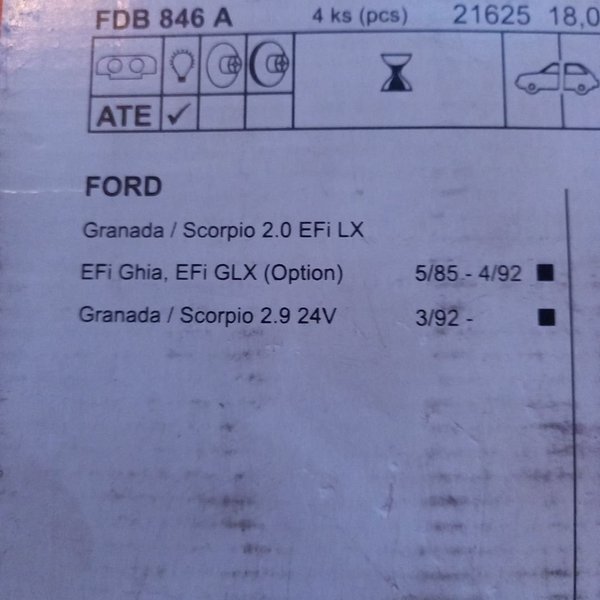 FDB 846 A 4 ks (pcs) 21625 18,0
ATE ✓
FORD
Granada / Scorpio 2.0 EFi LX
EFi Ghia, EFi GLX (Option) 5/85 - 4/92 ■
Granada / Scorpio 2.9 24V 3/92 - ■